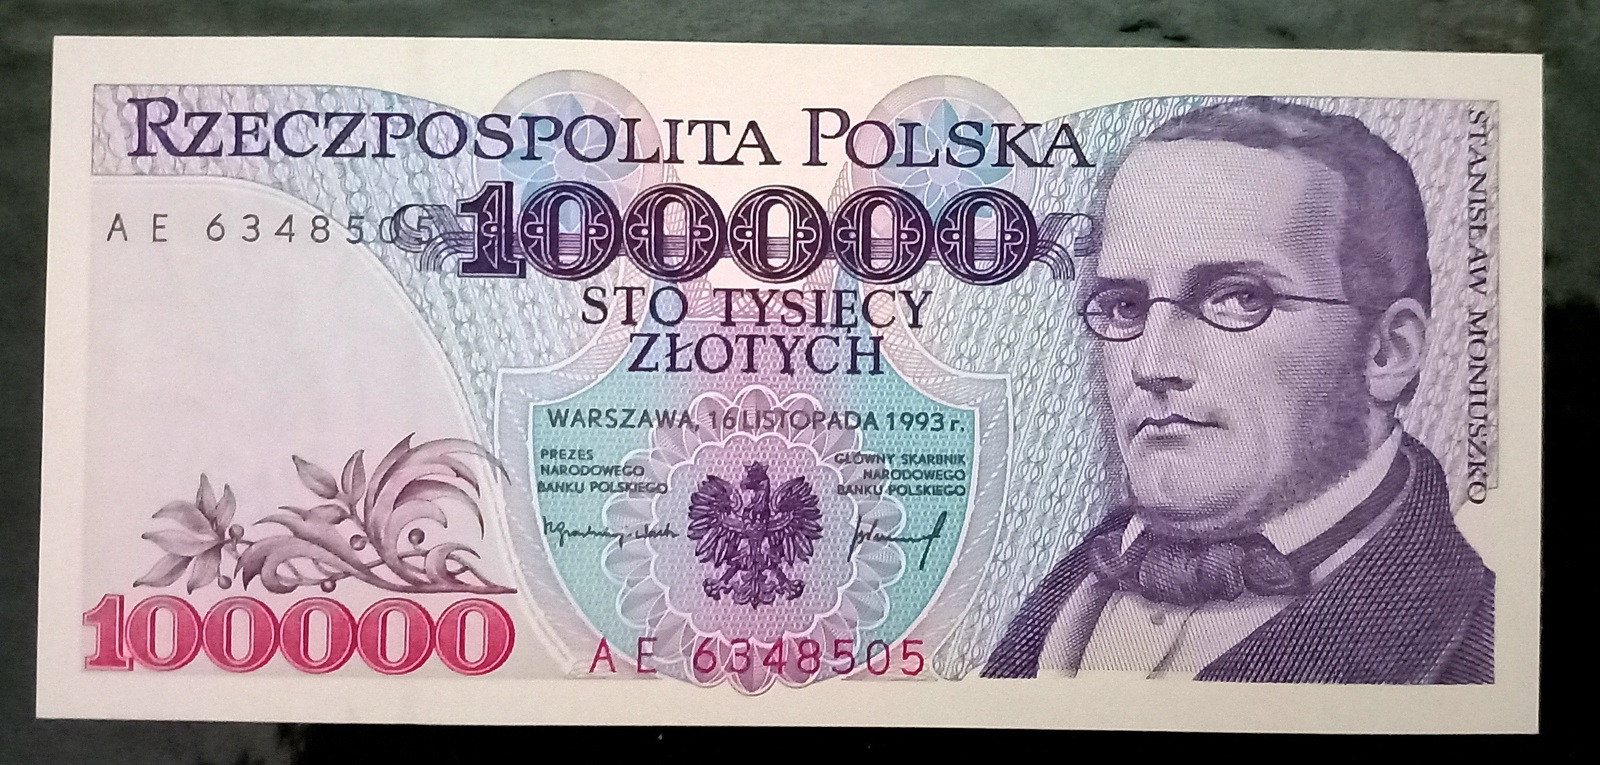 RZECZPOSPOLITA POLSKA
AE 6348505
100000
STO TYSIĘCY
ZŁOTYCH
WARSZAWA, 16 LISTOPADA 1993 r.
PREZES
NARODOWEGO
BANKU POLSKIEGO
GŁÓWNY SKARBNIK
NARODOWEGO
BANKU POLSKIEGO
100000
AE 6348505
STANISŁAW MONIUSZKO